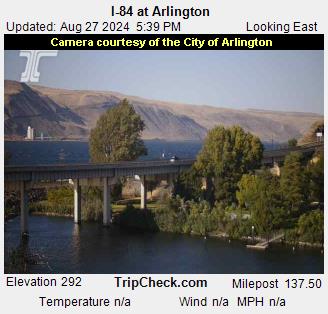 I-84 at Arlington
Updated: Aug 27 2024 5:39 PM Looking East
Camera courtesy of the City of Arlington
Elevation 292 TripCheck.com Milepost 137.50
Temperature n/a Wind n/a MPH n/a